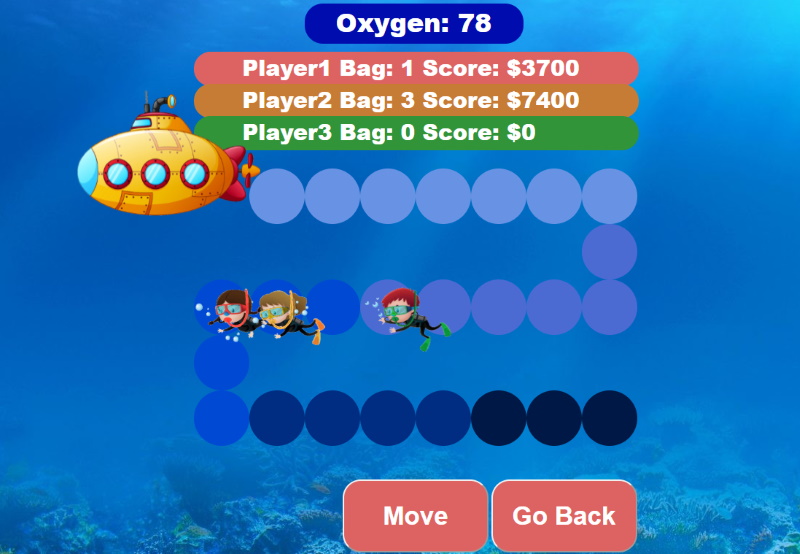 Oxygen: 78
Player1 Bag: 1 Score: $3700
Player2 Bag: 3 Score: $7400
Player3 Bag: 0 Score: $0
Move
Go Back